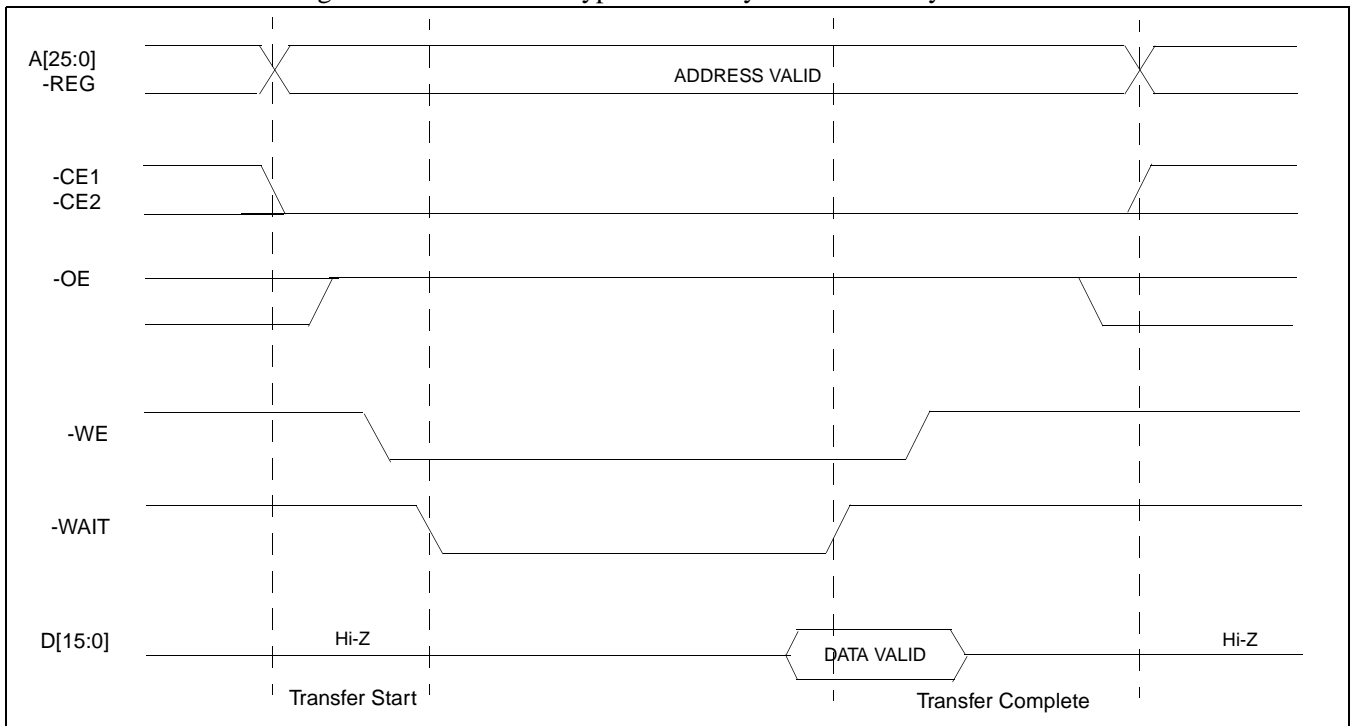 A[25:0]
-REG
ADDRESS VALID
-CE1
-CE2
-OE
-WE
-WAIT
D[15:0]
Hi-Z
DATA VALID
Hi-Z
Transfer Start
Transfer Complete